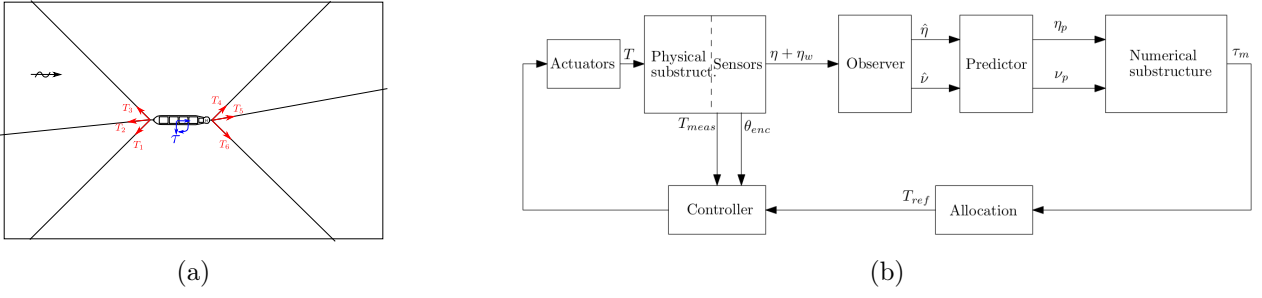 T₃
T₂
T₁
T₄
T₅
T₆
τ
(a)
Actuators
T
Physical
substruct.
Sensors
η + η_w
Observer
η̂
ν̂
Predictor
η_p
ν_p
Numerical
substructure
τ_m
T_meas
θ_enc
Controller
T_ref
Allocation
(b)